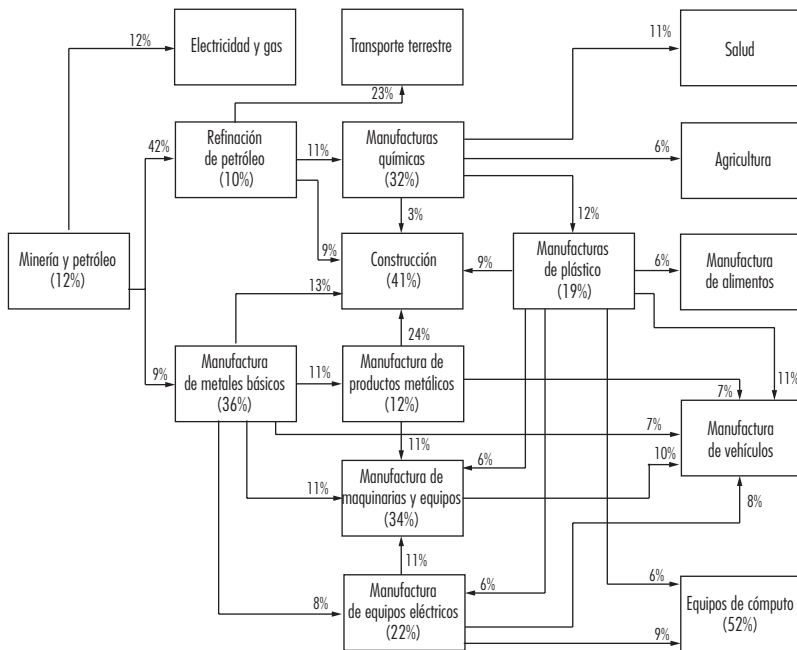 12%
Electricidad y gas
Transporte terrestre
11%
Salud
23%
42%
Refinación
de petróleo
(10%)
11%
Manufacturas
químicas
(32%)
6%
Agricultura
3%
12%
Minería y petróleo
(12%)
9%
Construcción
(41%)
9%
Manufacturas
de plástico
(19%)
6%
Manufactura
de alimentos
13%
24%
9%
Manufactura
de metales básicos
(36%)
11%
Manufactura de
productos metálicos
(12%)
7%
11%
Manufactura
de vehículos
11%
7%
6%
10%
11%
Manufactura de
maquinarias y equipos
(34%)
8%
11%
8%
Manufactura
de equipos eléctricos
(22%)
6%
6%
9%
Equipos de cómputo
(52%)